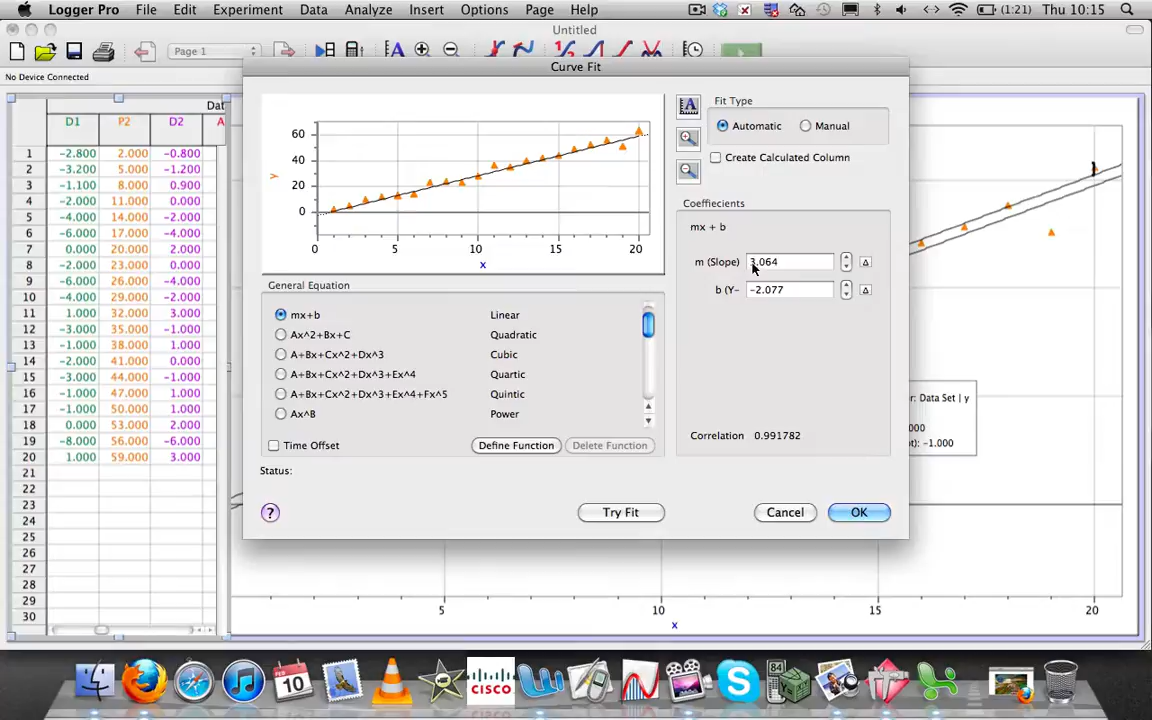 Logger Pro File Edit Experiment Data Analyze Insert Options Page Help (1:21) Thu 10:15
Untitled
Page 1
No Device Connected
Curve Fit
Dat
D1 P2 D2 A
1 -2.800 2.000 -0.800
2 -3.200 5.000 -1.200
3 -1.100 8.000 0.900
4 -2.000 11.000 0.000
5 -4.000 14.000 -2.000
6 -6.000 17.000 -4.000
7 0.000 20.000 2.000
8 -2.000 23.000 0.000
9 -6.000 26.000 -4.000
10 -4.000 29.000 -2.000
11 1.000 32.000 3.000
12 -3.000 35.000 -1.000
13 -1.000 38.000 1.000
14 -2.000 41.000 0.000
15 -3.000 44.000 -1.000
16 -1.000 47.000 1.000
17 -1.000 50.000 1.000
18 0.000 53.000 2.000
19 -8.000 56.000 -6.000
20 1.000 59.000 3.000
21
22
23
24
25
26
27
28
29
30
60
40
20
0
Y
0 5 10 15 20
x
Fit Type
Automatic Manual
Create Calculated Column
Coeffiecients
mx + b
m (Slope) 3.064 Δ
b (Y- -2.077 Δ
Correlation 0.991782
General Equation
mx+b Linear
Ax^2+Bx+C Quadratic
A+Bx+Cx^2+Dx^3 Cubic
A+Bx+Cx^2+Dx^3+Ex^4 Quartic
A+Bx+Cx^2+Dx^3+Ex^4+Fx^5 Quintic
Ax^B Power
Time Offset Define Function Delete Function
Status:
? Try Fit Cancel OK
or: Data Set | y
000
pt): -1.000
5 10 15 20
x
10
CISCO
84